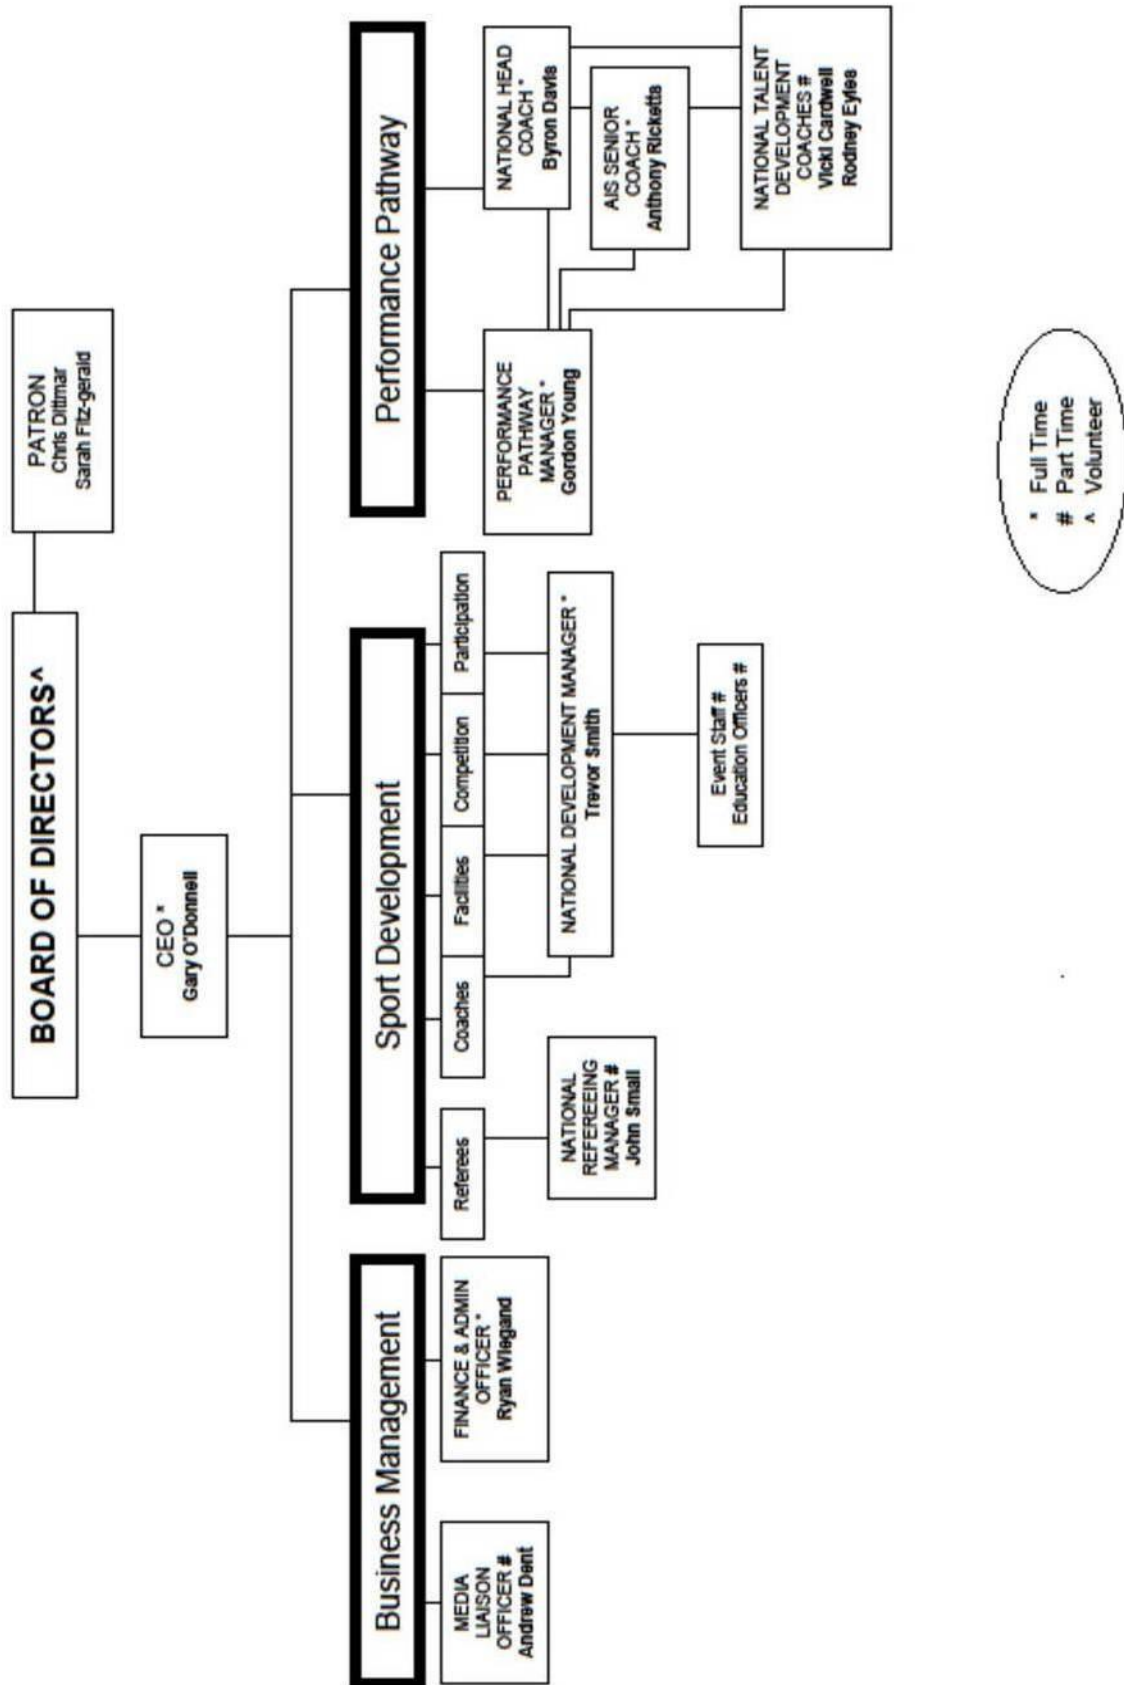 BOARD OF DIRECTORS^
PATRON
Chris Dittmar
Sarah Fitz-gerald
CEO *
Gary O'Donnell
Business Management
MEDIA
LIAISON
OFFICER #
Andrew Dent
FINANCE & ADMIN
OFFICER *
Ryan Wiegand
Sport Development
Referees
Coaches
Facilities
Competition
Participation
NATIONAL
REFEREEING
MANAGER #
John Small
NATIONAL DEVELOPMENT MANAGER *
Trevor Smith
Event Staff #
Education Officers #
Performance Pathway
PERFORMANCE
PATHWAY
MANAGER *
Gordon Young
NATIONAL HEAD
COACH *
Byron Davis
AIS SENIOR
COACH *
Anthony Ricketts
NATIONAL TALENT
DEVELOPMENT
COACHES #
Vicki Cardwell
Rodney Eyles
* Full Time
# Part Time
^ Volunteer